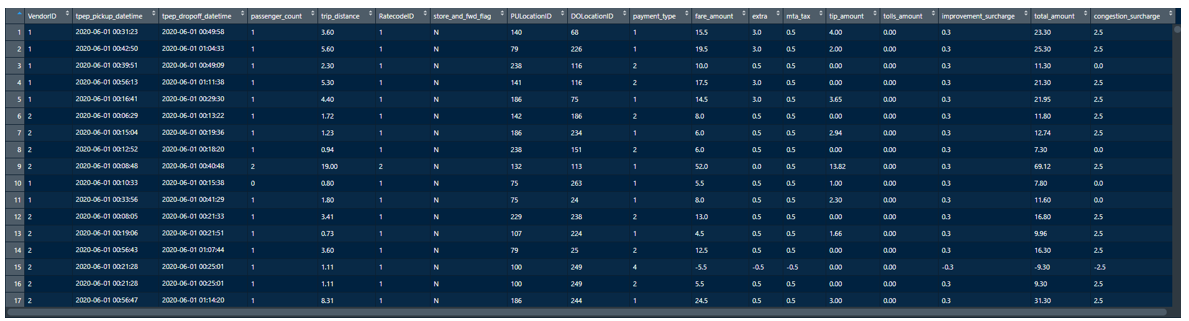 VendorID tpep_pickup_datetime tpep_dropoff_datetime passenger_count trip_distance RatecodeID store_and_fwd_flag PULocationID DOLocationID payment_type fare_amount extra mta_tax tip_amount tolls_amount improvement_surcharge total_amount congestion_surcharge
1 1 2020-06-01 00:31:23 2020-06-01 00:49:58 1 3.60 1 N 140 68 1 15.5 3.0 0.5 4.00 0.00 0.3 23.30 2.5
2 1 2020-06-01 00:42:50 2020-06-01 01:04:33 1 5.60 1 N 79 226 1 19.5 3.0 0.5 2.00 0.00 0.3 25.30 2.5
3 1 2020-06-01 00:39:51 2020-06-01 00:49:09 1 2.30 1 N 238 116 2 10.0 0.5 0.5 0.00 0.00 0.3 11.30 0.0
4 1 2020-06-01 00:56:13 2020-06-01 01:11:38 1 5.30 1 N 141 116 2 17.5 3.0 0.5 0.00 0.00 0.3 21.30 2.5
5 1 2020-06-01 00:16:41 2020-06-01 00:29:30 1 4.40 1 N 186 75 1 14.5 3.0 0.5 3.65 0.00 0.3 21.95 2.5
6 2 2020-06-01 00:06:29 2020-06-01 00:13:22 1 1.72 1 N 142 186 2 8.0 0.5 0.5 0.00 0.00 0.3 11.80 2.5
7 2 2020-06-01 00:15:04 2020-06-01 00:19:36 1 1.23 1 N 186 234 1 6.0 0.5 0.5 2.94 0.00 0.3 12.74 2.5
8 2 2020-06-01 00:12:52 2020-06-01 00:18:20 1 0.94 1 N 238 151 2 6.0 0.5 0.5 0.00 0.00 0.3 7.30 0.0
9 2 2020-06-01 00:08:48 2020-06-01 00:40:48 2 19.00 2 N 132 113 1 52.0 0.0 0.5 13.82 0.00 0.3 69.12 2.5
10 1 2020-06-01 00:10:33 2020-06-01 00:15:38 0 0.80 1 N 75 263 1 5.5 0.5 0.5 1.00 0.00 0.3 7.80 0.0
11 1 2020-06-01 00:33:56 2020-06-01 00:41:29 1 1.80 1 N 75 24 1 8.0 0.5 0.5 2.30 0.00 0.3 11.60 0.0
12 2 2020-06-01 00:08:05 2020-06-01 00:21:33 1 3.41 1 N 229 238 2 13.0 0.5 0.5 0.00 0.00 0.3 16.80 2.5
13 2 2020-06-01 00:19:06 2020-06-01 00:21:51 1 0.73 1 N 107 224 1 4.5 0.5 0.5 1.66 0.00 0.3 9.96 2.5
14 2 2020-06-01 00:56:43 2020-06-01 01:07:44 1 3.60 1 N 79 25 2 12.5 0.5 0.5 0.00 0.00 0.3 16.30 2.5
15 2 2020-06-01 00:21:28 2020-06-01 00:25:01 1 1.11 1 N 100 249 4 -5.5 -0.5 -0.5 0.00 0.00 -0.3 -9.30 -2.5
16 2 2020-06-01 00:21:28 2020-06-01 00:25:01 1 1.11 1 N 100 249 2 5.5 0.5 0.5 0.00 0.00 0.3 9.30 2.5
17 2 2020-06-01 00:56:47 2020-06-01 01:14:20 1 8.31 1 N 186 244 1 24.5 0.5 0.5 3.00 0.00 0.3 31.30 2.5